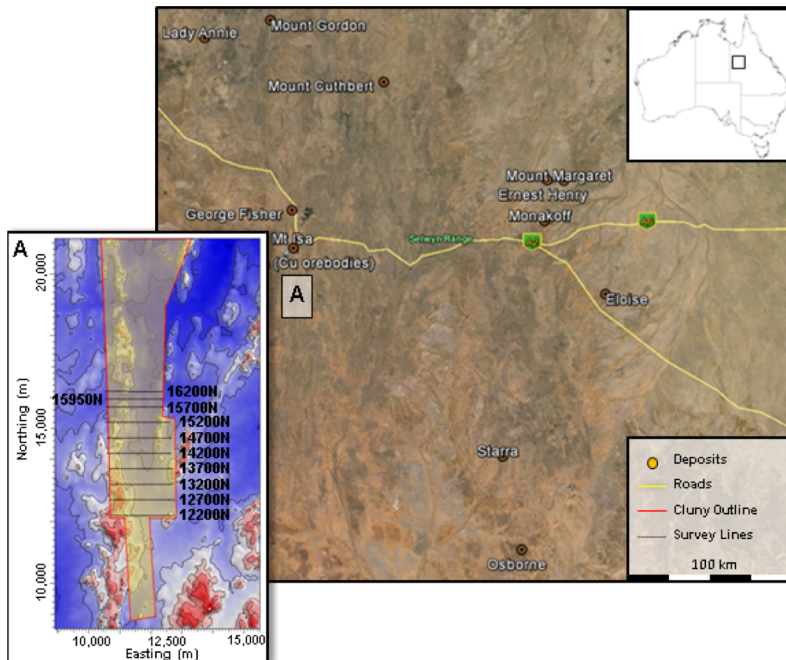 Lady Annie
Mount Gordon
Mount Cuthbert
Mount Margaret
Ernest Henry
Monakoff
George Fisher
Selwyn Range
Mt Isa
(Cu orebodies)
A
Eloise
Starra
Osborne
Deposits
Roads
Cluny Outline
Survey Lines
100 km
A
20,000
15,000
10,000
Northing (m)
16200N
15950N
15700N
15200N
14700N
14200N
13700N
13200N
12700N
12200N
10,000
12,500
15,000
Easting (m)